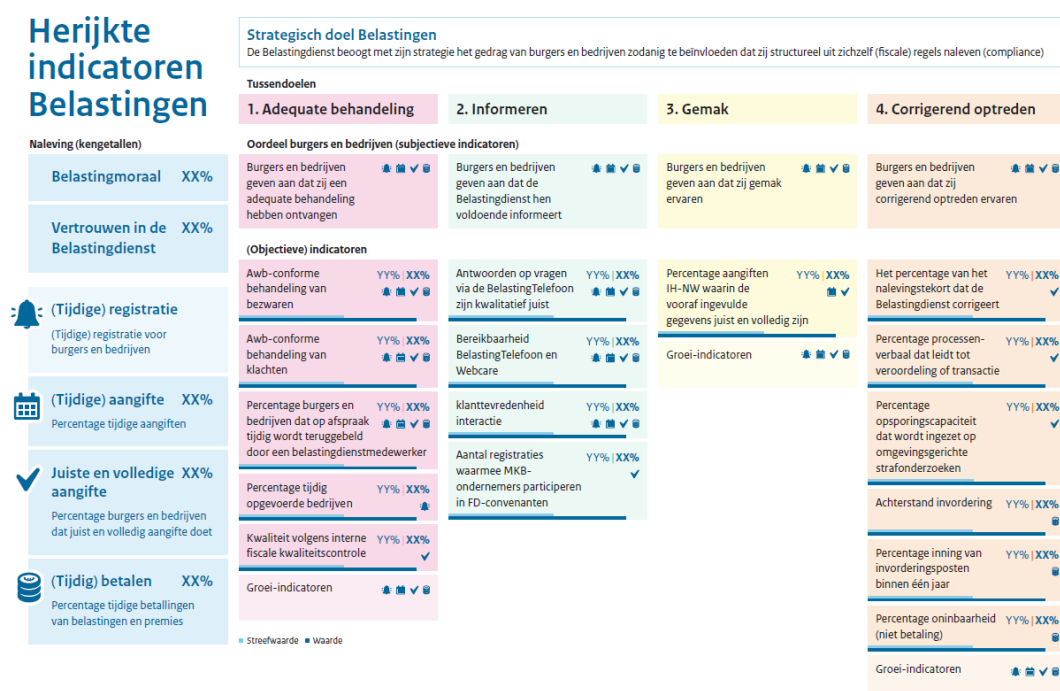 Herijkte
indicatoren
Belastingen
Strategisch doel Belastingen
De Belastingdienst beoogt met zijn strategie het gedrag van burgers en bedrijven zodanig te beïnvloeden dat zij structureel uit zichzelf (fiscale) regels naleven (compliance)
Tussendoelen
1. Adequate behandeling
2. Informeren
3. Gemak
4. Corrigerend optreden
Naleving (kengetallen)
Belastingmoraal XX%
Vertrouwen in de XX%
Belastingdienst
(Tijdige) registratie
(Tijdige) registratie voor
burgers en bedrijven
(Tijdige) aangifte XX%
Percentage tijdige aangiften
Juiste en volledige XX%
aangifte
Percentage burgers en bedrijven
dat juist en volledig aangifte doet
(Tijdig) betalen XX%
Percentage tijdige betallingen
van belastingen en premies
Oordeel burgers en bedrijven (subjectieve indicatoren)
Burgers en bedrijven
geven aan dat zij een
adequate behandeling
hebben ontvangen
Burgers en bedrijven
geven aan dat de
Belastingdienst hen
voldoende informeert
Burgers en bedrijven
geven aan dat zij gemak
ervaren
Burgers en bedrijven
geven aan dat zij
corrigerend optreden ervaren
(Objectieve) indicatoren
Awb-conforme YY% | XX%
behandeling van
bezwaren
Awb-conforme YY% | XX%
behandeling van
klachten
Percentage burgers en YY% | XX%
bedrijven dat op afspraak
tijdig wordt teruggebeld
door een belastingdienstmedewerker
Percentage tijdig YY% | XX%
opgevoerde bedrijven
Kwaliteit volgens interne YY% | XX%
fiscale kwaliteitscontrole
Groei-indicatoren
Antwoorden op vragen YY% | XX%
via de BelastingTelefoon
zijn kwalitatief juist
Bereikbaarheid YY% | XX%
BelastingTelefoon en
Webcare
klanttevredenheid YY% | XX%
interactie
Aantal registraties YY% | XX%
waarmee MKB-
ondernemers participeren
in FD-convenanten
Percentage aangiften YY% | XX%
IH-NW waarin de
vooraf ingevulde
gegevens juist en volledig zijn
Groei-indicatoren
Het percentage van het YY% | XX%
nalevingstekort dat de
Belastingdienst corrigeert
Percentage processen- YY% | XX%
verbaal dat leidt tot
veroordeling of transactie
Percentage YY% | XX%
opsporingscapaciteit
dat wordt ingezet op
omgevingsgerichte
strafonderzoeken
Achterstand invordering YY% | XX%
Percentage inning van YY% | XX%
invorderingsposten
binnen één jaar
Percentage oninbaarheid YY% | XX%
(niet betaling)
Groei-indicatoren
Streefwaarde Waarde